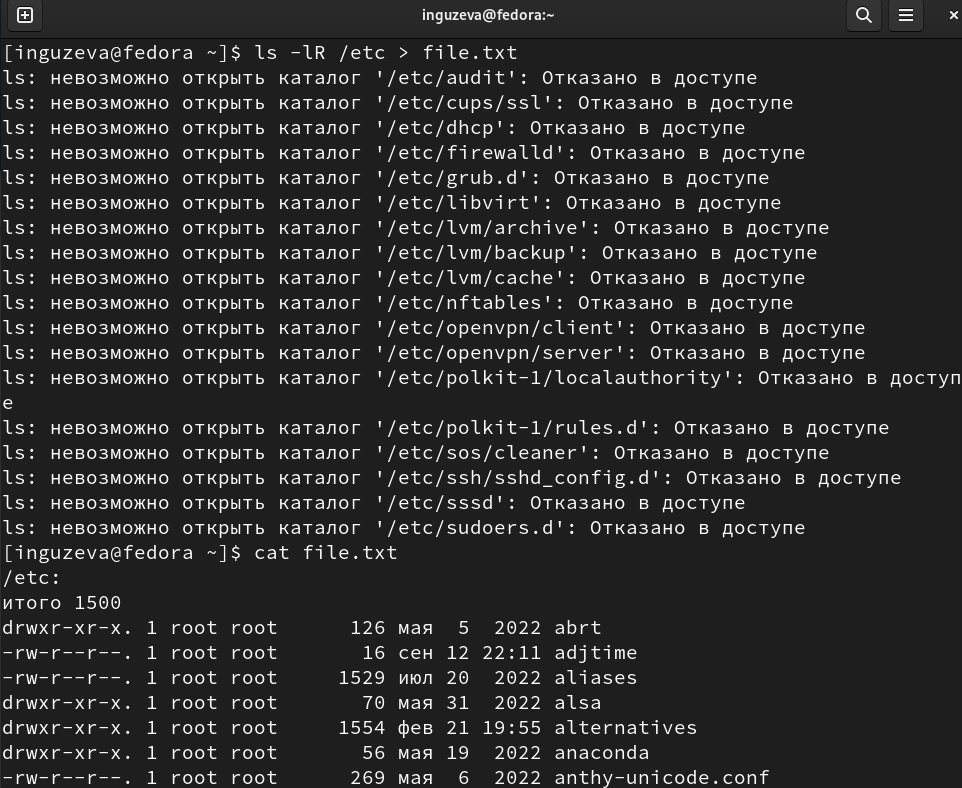 inguzeva@fedora:~
[inguzeva@fedora ~]$ ls -lR /etc > file.txt
ls: невозможно открыть каталог '/etc/audit': Отказано в доступе
ls: невозможно открыть каталог '/etc/cups/ssl': Отказано в доступе
ls: невозможно открыть каталог '/etc/dhcp': Отказано в доступе
ls: невозможно открыть каталог '/etc/firewalld': Отказано в доступе
ls: невозможно открыть каталог '/etc/grub.d': Отказано в доступе
ls: невозможно открыть каталог '/etc/libvirt': Отказано в доступе
ls: невозможно открыть каталог '/etc/lvm/archive': Отказано в доступе
ls: невозможно открыть каталог '/etc/lvm/backup': Отказано в доступе
ls: невозможно открыть каталог '/etc/lvm/cache': Отказано в доступе
ls: невозможно открыть каталог '/etc/nftables': Отказано в доступе
ls: невозможно открыть каталог '/etc/openvpn/client': Отказано в доступе
ls: невозможно открыть каталог '/etc/openvpn/server': Отказано в доступе
ls: невозможно открыть каталог '/etc/polkit-1/localauthority': Отказано в доступ
е
ls: невозможно открыть каталог '/etc/polkit-1/rules.d': Отказано в доступе
ls: невозможно открыть каталог '/etc/sos/cleaner': Отказано в доступе
ls: невозможно открыть каталог '/etc/ssh/sshd_config.d': Отказано в доступе
ls: невозможно открыть каталог '/etc/sssd': Отказано в доступе
ls: невозможно открыть каталог '/etc/sudoers.d': Отказано в доступе
[inguzeva@fedora ~]$ cat file.txt
/etc:
итого 1500
drwxr-xr-x. 1 root root      126 мая  5  2022 abrt
-rw-r--r--. 1 root root       16 сен 12 22:11 adjtime
-rw-r--r--. 1 root root     1529 июл 20  2022 aliases
drwxr-xr-x. 1 root root       70 мая 31  2022 alsa
drwxr-xr-x. 1 root root     1554 фев 21 19:55 alternatives
drwxr-xr-x. 1 root root       56 мая 19  2022 anaconda
-rw-r--r--. 1 root root      269 мая  6  2022 anthy-unicode.conf